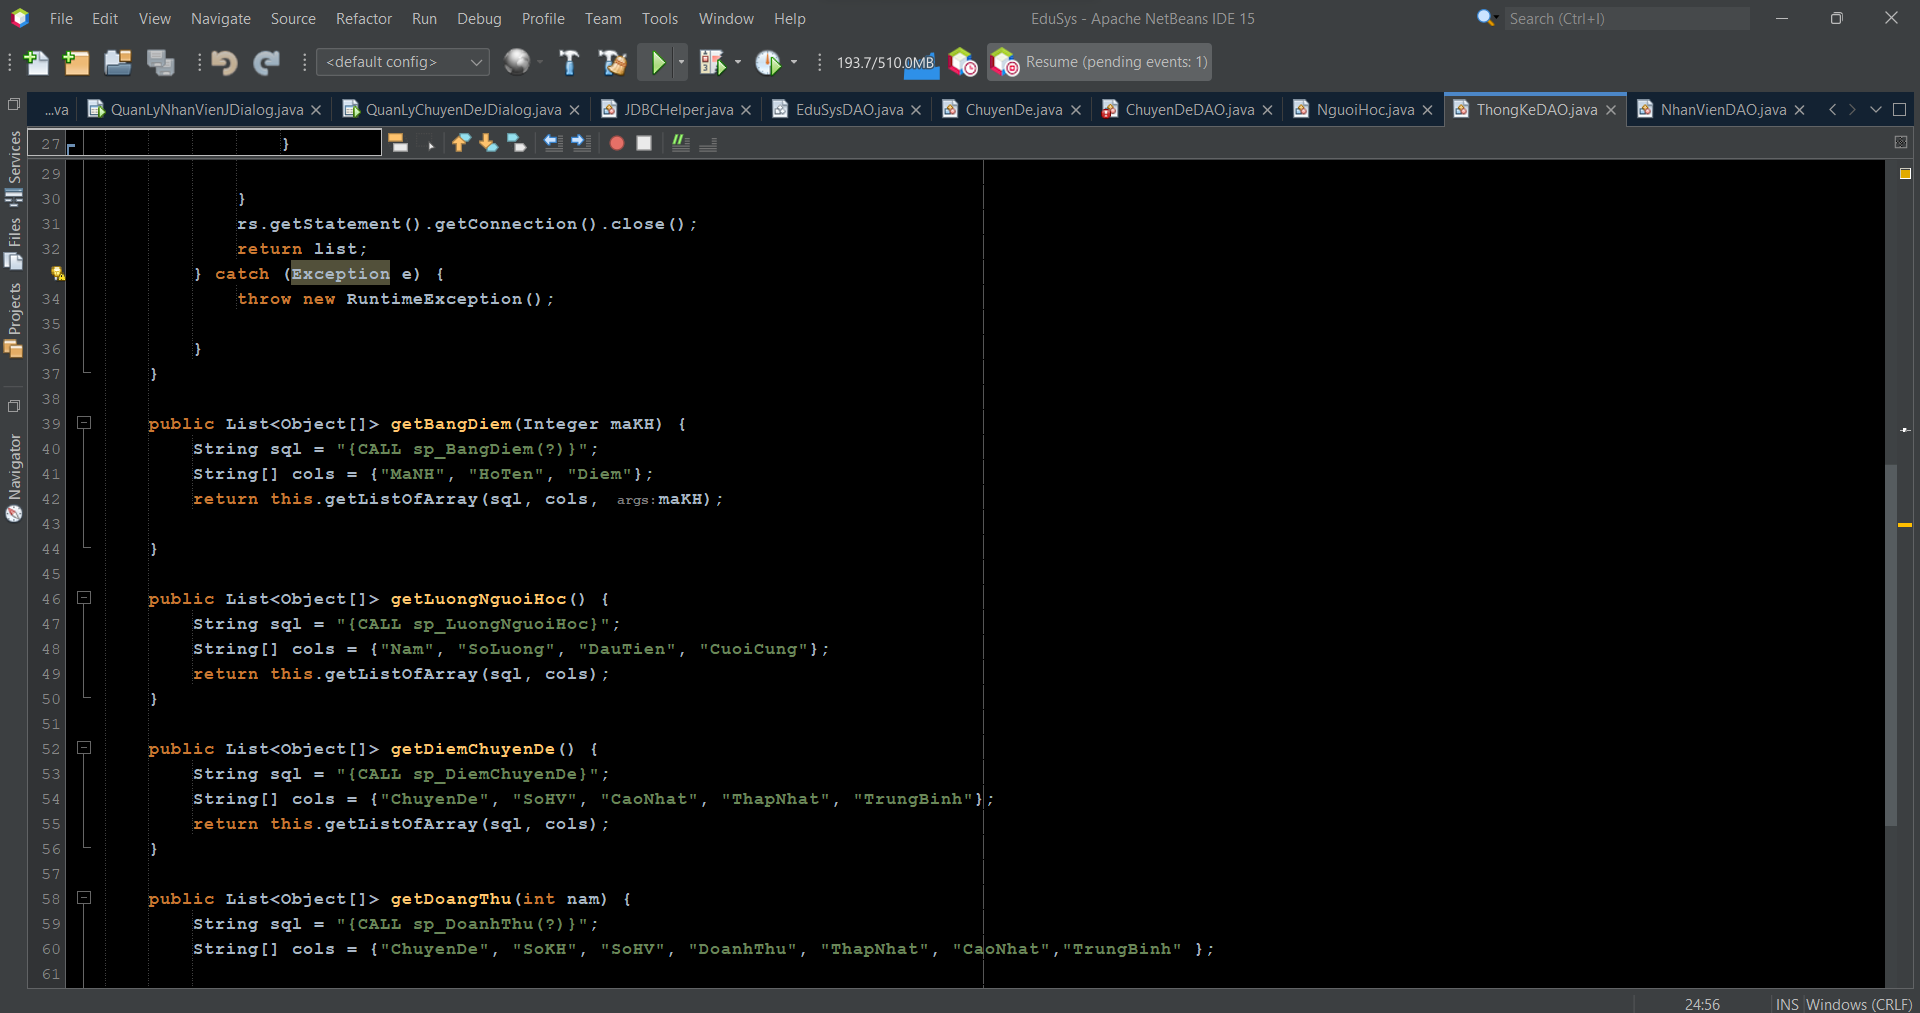 File Edit View Navigate Source Refactor Run Debug Profile Team Tools Window Help EduSys - Apache NetBeans IDE 15 Search (Ctrl+I)
<default config> 193.7/510.0MB Resume (pending events: 1)
...va QuanLyNhanVienJDialog.java QuanLyChuyenDeJDialog.java JDBCHelper.java EduSysDAO.java ChuyenDe.java ChuyenDeDAO.java NguoiHoc.java ThongKeDAO.java NhanVienDAO.java
Services
Files
Projects
Navigator
27 }
29
30 }
31 rs.getStatement().getConnection().close();
32 return list;
} catch (Exception e) {
34 throw new RuntimeException();
35
36 }
37 }
38
39 public List<Object[]> getBangDiem(Integer maKH) {
40 String sql = "{CALL sp_BangDiem(?)}";
41 String[] cols = {"MaNH", "HoTen", "Diem"};
42 return this.getListOfArray(sql, cols, args:maKH);
43
44 }
45
46 public List<Object[]> getLuongNguoiHoc() {
47 String sql = "{CALL sp_LuongNguoiHoc}";
48 String[] cols = {"Nam", "SoLuong", "DauTien", "CuoiCung"};
49 return this.getListOfArray(sql, cols);
50 }
51
52 public List<Object[]> getDiemChuyenDe() {
53 String sql = "{CALL sp_DiemChuyenDe}";
54 String[] cols = {"ChuyenDe", "SoHV", "CaoNhat", "ThapNhat", "TrungBinh"};
55 return this.getListOfArray(sql, cols);
56 }
57
58 public List<Object[]> getDoangThu(int nam) {
59 String sql = "{CALL sp_DoanhThu(?)}";
60 String[] cols = {"ChuyenDe", "SoKH", "SoHV", "DoanhThu", "ThapNhat", "CaoNhat","TrungBinh" };
61
24:56 INS Windows (CRLF)